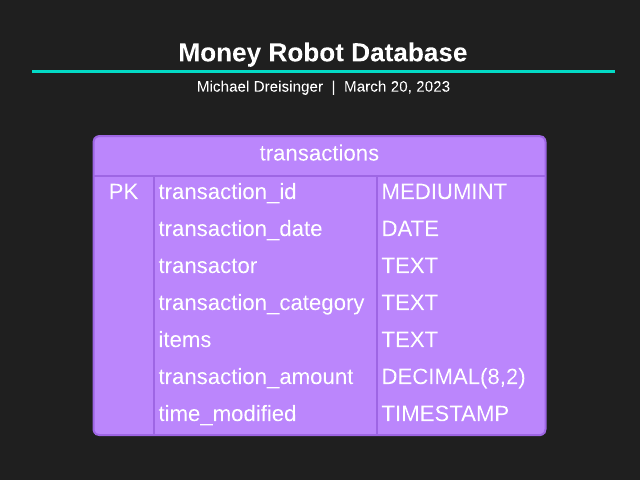 Money Robot Database
Michael Dreisinger | March 20, 2023
transactions
PK transaction_id MEDIUMINT
transaction_date DATE
transactor TEXT
transaction_category TEXT
items TEXT
transaction_amount DECIMAL(8,2)
time_modified TIMESTAMP